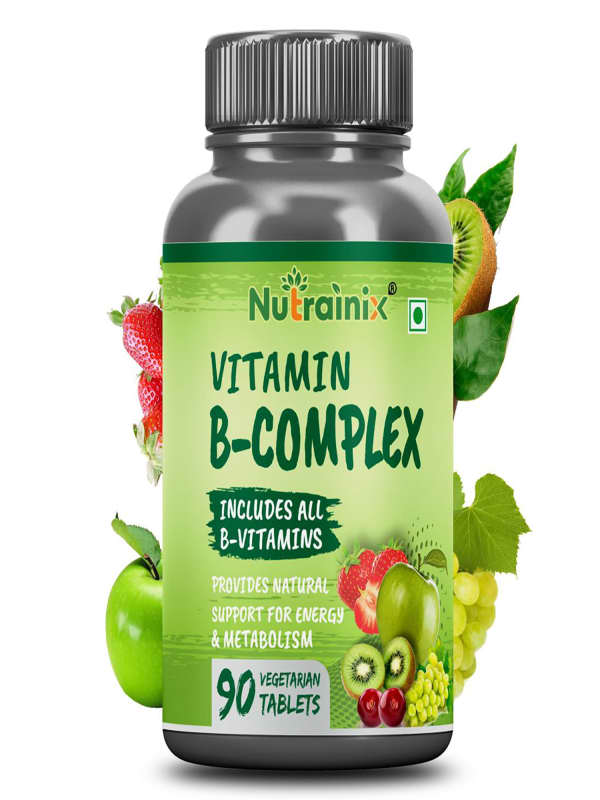 Nutrainix®
VITAMIN
B-COMPLEX
INCLUDES ALL
B-VITAMINS
PROVIDES NATURAL
SUPPORT FOR ENERGY
& METABOLISM
90 VEGETARIAN
TABLETS